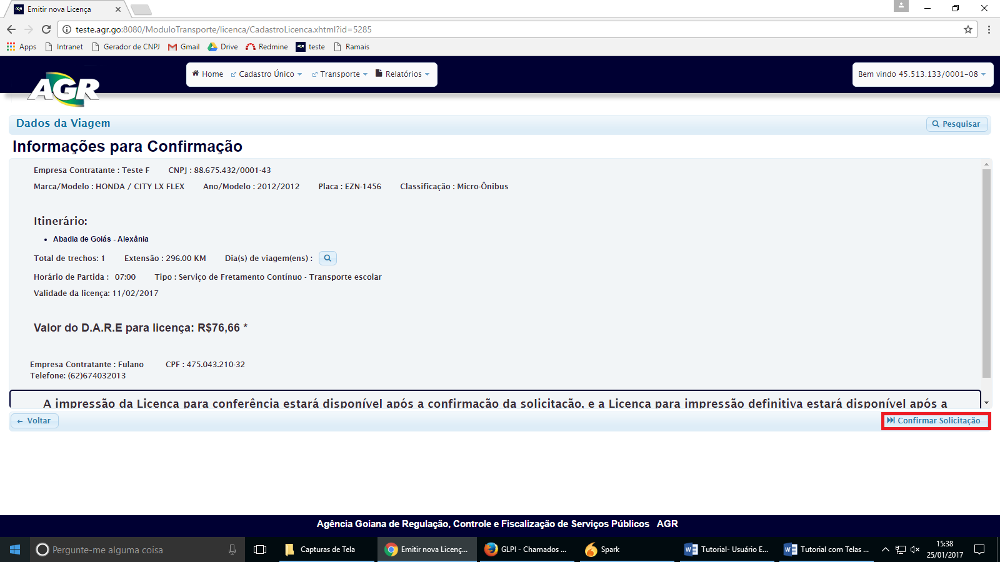 Emitir nova Licença
teste.agr.go:8080/ModuloTransporte/licenca/CadastroLicenca.xhtml?id=5285
Apps Intranet Gerador de CNPJ Gmail Drive Redmine teste Ramais
AGR
Home Cadastro Único Transporte Relatórios
Bem vindo 45.513.133/0001-08
Dados da Viagem
Pesquisar
Informações para Confirmação
Empresa Contratante : Teste F CNPJ : 88.675.432/0001-43
Marca/Modelo : HONDA / CITY LX FLEX Ano/Modelo : 2012/2012 Placa : EZN-1456 Classificação : Micro-Ônibus
Itinerário:
• Abadia de Goiás - Alexânia
Total de trechos: 1 Extensão : 296.00 KM Dia(s) de viagem(ens) :
Horário de Partida : 07:00 Tipo : Serviço de Fretamento Contínuo - Transporte escolar
Validade da licença: 11/02/2017
Valor do D.A.R.E para licença: R$76,66 *
Empresa Contratante : Fulano CPF : 475.043.210-32
Telefone: (62)674032013
A impressão da Licença para conferência estará disponível após a confirmação da solicitação, e a Licença para impressão definitiva estará disponível após a
Voltar
Confirmar Solicitação
Agência Goiana de Regulação, Controle e Fiscalização de Serviços Públicos AGR
Pergunte-me alguma coisa
Capturas de Tela
Emitir nova Licenç...
GLPI - Chamados ...
Spark
Tutorial- Usuário E...
Tutorial com Telas ...
15:38
25/01/2017